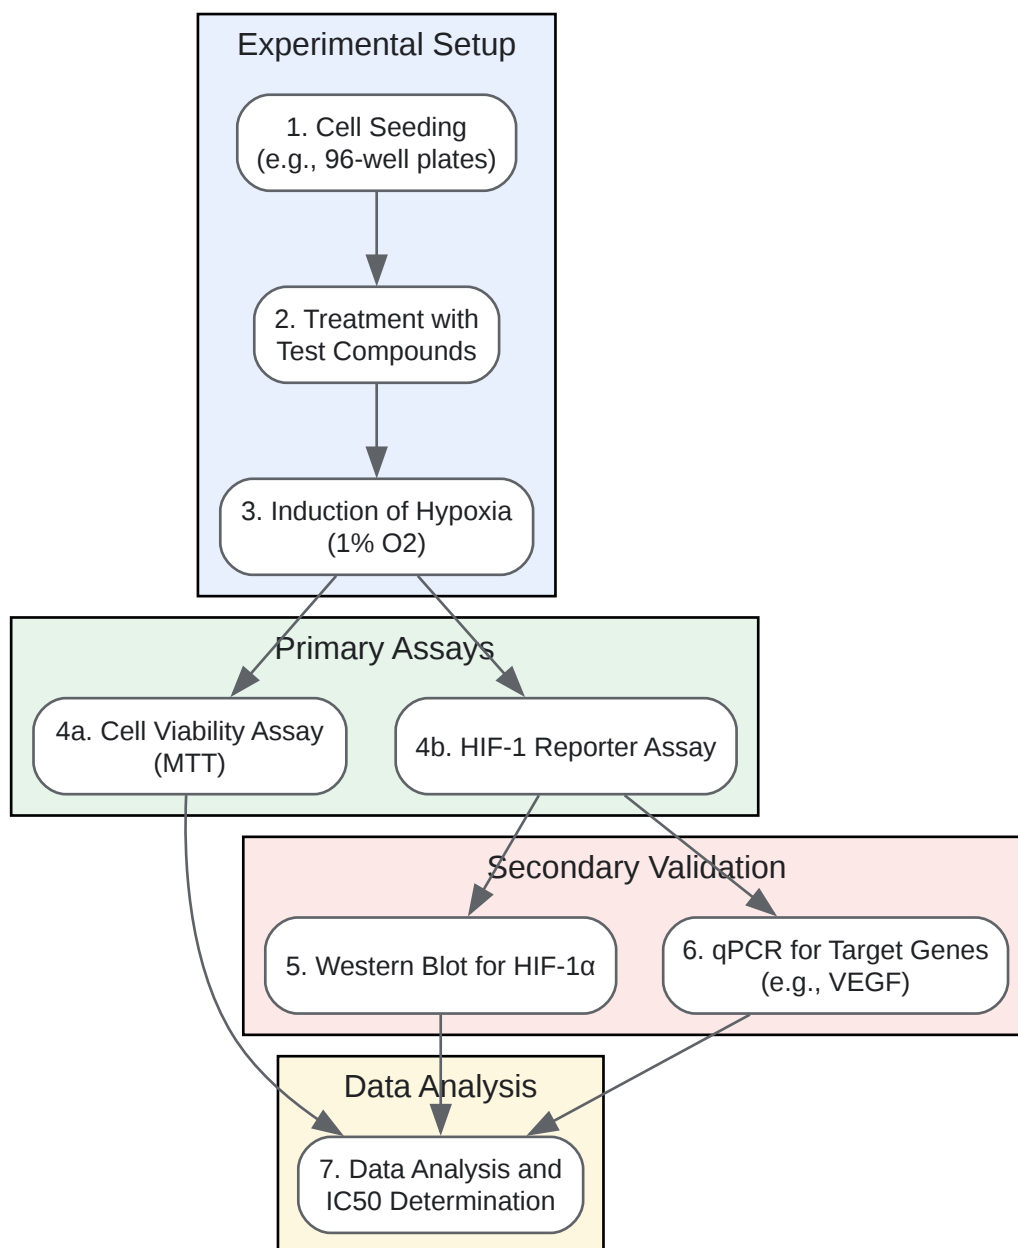 Experimental Setup
1. Cell Seeding
(e.g., 96-well plates)
2. Treatment with
Test Compounds
3. Induction of Hypoxia
(1% O2)
Primary Assays
4a. Cell Viability Assay
(MTT)
4b. HIF-1 Reporter Assay
Secondary Validation
5. Western Blot for HIF-1α
6. qPCR for Target Genes
(e.g., VEGF)
Data Analysis
7. Data Analysis and
IC50 Determination